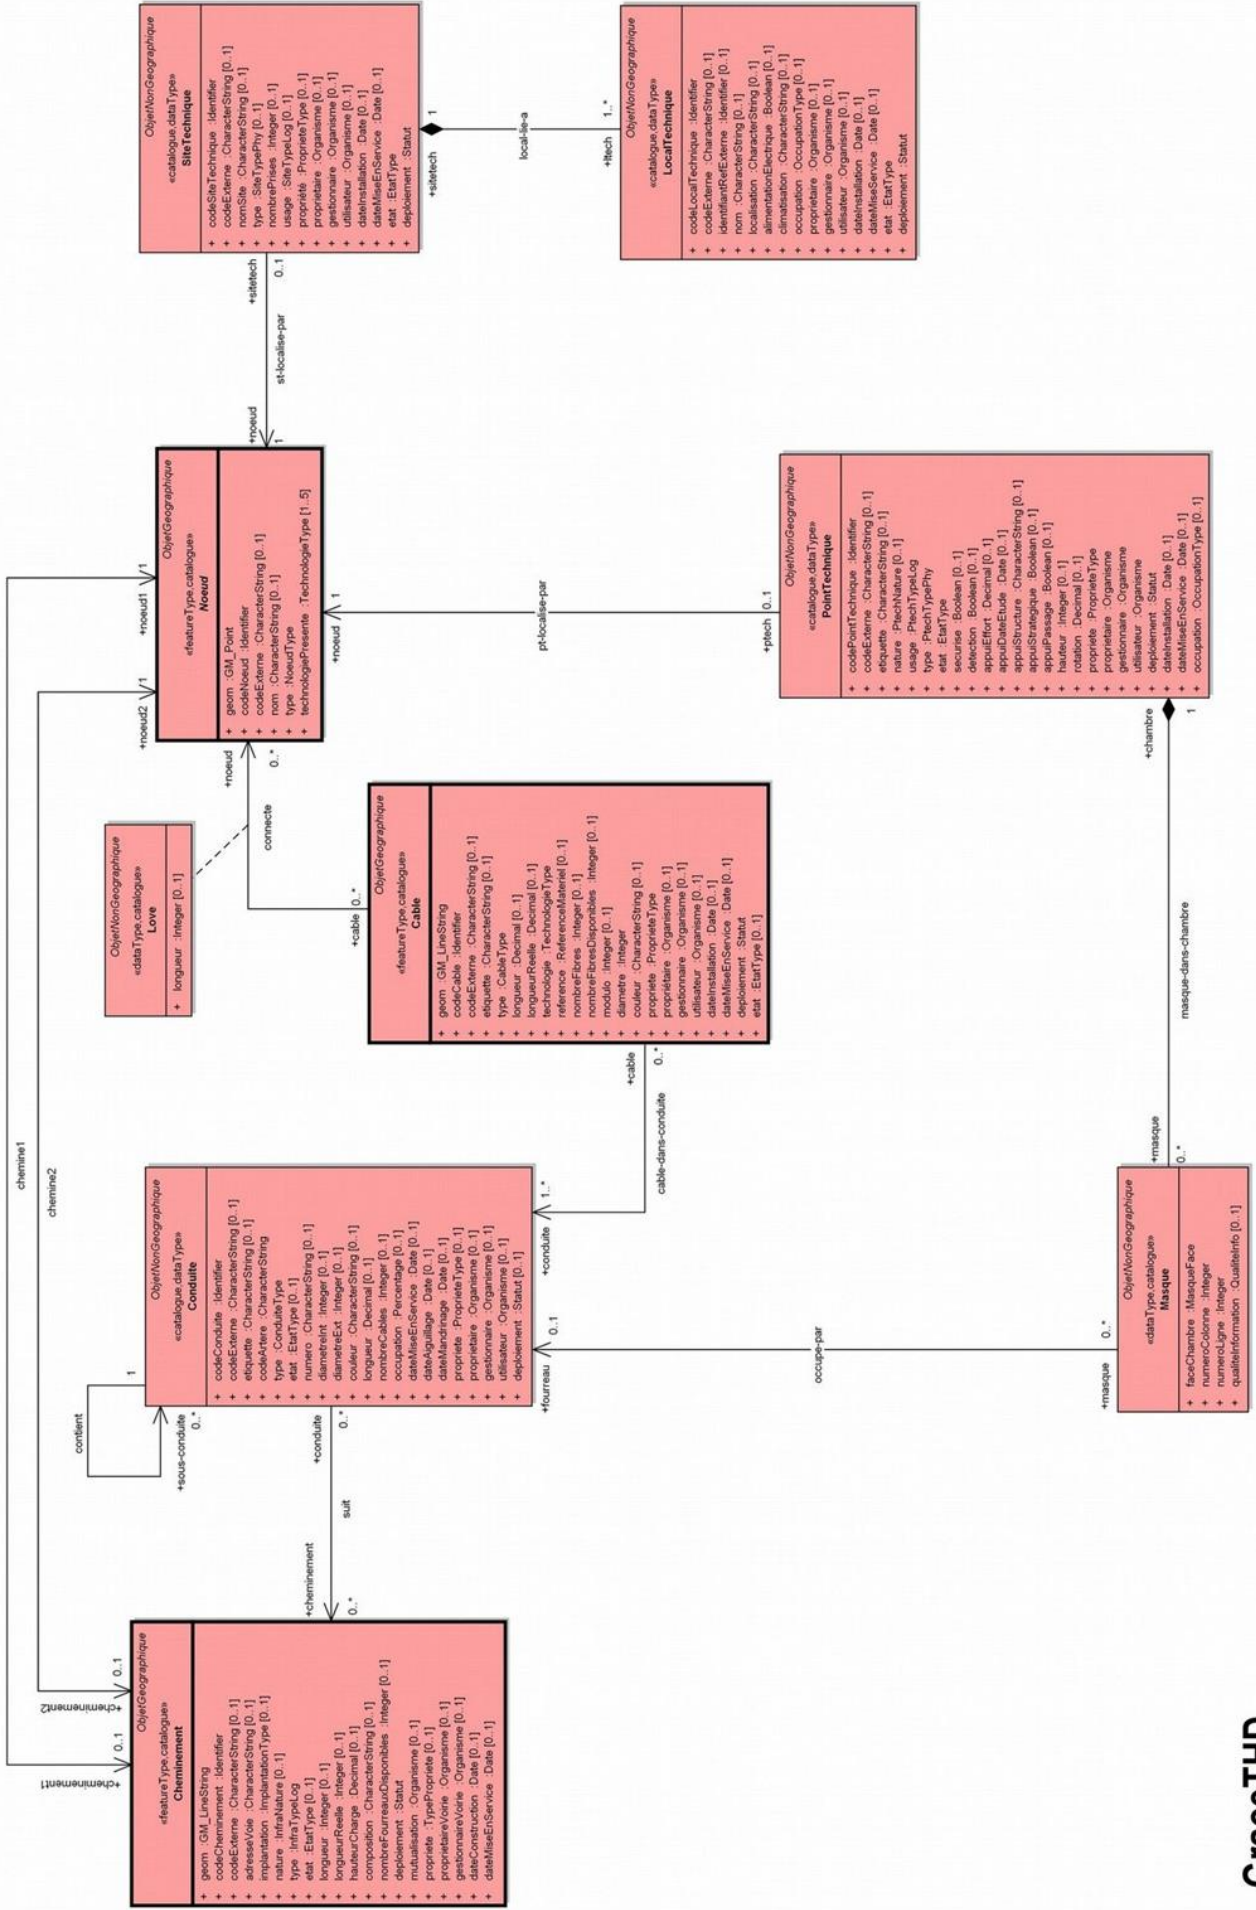 chemine1
chemine2
ObjetGeographique
«featureType,catalogue»
Cheminement
+ geom :GM_LineString
+ codeCheminement :Identifier
+ codeExterne :CharacterString [0..1]
+ adresseVoie :CharacterString [0..1]
+ implantation :ImplantationType [0..1]
+ nature :InfraNature [0..1]
+ type :InfraTypeLog
+ etat :EtatType [0..1]
+ longueur :Integer [0..1]
+ longueurReelle :Integer [0..1]
+ hauteurCharge :Decimal [0..1]
+ composition :CharacterString [0..1]
+ nombreFourreauxDisponibles :Integer [0..1]
+ deploiement :Statut
+ mutualisation :Organisme [0..1]
+ propriete :TypePropriete [0..1]
+ proprietaireVoirie :Organisme [0..1]
+ gestionnaireVoirie :Organisme [0..1]
+ dateConstruction :Date [0..1]
+ dateMiseEnService :Date [0..1]
+cheminement1
0..1
+cheminement2
0..1
+cheminement
0..*
suit
+conduite
0..*
contient
1
+sous-conduite
0..*
ObjetNonGeographique
«catalogue,dataType»
Conduite
+ codeConduite :Identifier
+ codeExterne :CharacterString [0..1]
+ etiquette :CharacterString [0..1]
+ codeArtere :CharacterString
+ type :ConduiteType
+ etat :EtatType [0..1]
+ numero :CharacterString [0..1]
+ diametreInt :Integer [0..1]
+ diametreExt :Integer [0..1]
+ couleur :CharacterString [0..1]
+ longueur :Decimal [0..1]
+ nombreCables :Integer [0..1]
+ occupation :Percentage [0..1]
+ dateMiseEnService :Date [0..1]
+ dateAiguillage :Date [0..1]
+ dateMandrinage :Date [0..1]
+ propriete :ProprieteType [0..1]
+ proprietaire :Organisme [0..1]
+ gestionnaire :Organisme [0..1]
+ utilisateur :Organisme [0..1]
+ deploiement :Statut [0..1]
+fourreau
0..1
+conduite
1..*
occupe-par
+masque
0..*
ObjetNonGeographique
«dataType,catalogue»
Masque
+ faceChambre :MasqueFace
+ numeroColonne :Integer
+ numeroLigne :Integer
+ qualiteInformation :QualiteInfo [0..1]
+masque
0..*
masque-dans-chambre
+chambre
1
cable-dans-conduite
+cable
0..*
ObjetNonGeographique
«dataType,catalogue»
Love
+ longueur :Integer [0..1]
ObjetGeographique
«featureType,catalogue»
Cable
+ geom :GM_LineString
+ codeCable :Identifier
+ codeExterne :CharacterString [0..1]
+ etiquette :CharacterString [0..1]
+ type :CableType
+ longueur :Decimal [0..1]
+ longueurReelle :Decimal [0..1]
+ technologie :TechnologieType
+ reference :ReferenceMateriel [0..1]
+ nombreFibres :Integer [0..1]
+ nombreFibresDisponibles :Integer [0..1]
+ modulo :Integer [0..1]
+ diametre :Integer
+ couleur :CharacterString [0..1]
+ propriete :ProprieteType
+ propriétaire :Organisme [0..1]
+ gestionnaire :Organisme [0..1]
+ utilisateur :Organisme [0..1]
+ dateInstallation :Date [0..1]
+ dateMiseEnService :Date [0..1]
+ deploiement :Statut
+ etat :EtatType [0..1]
+cable 0..*
connecte
+noeud
0..*
+noeud2
1
+noeud1
1
ObjetGeographique
«featureType,catalogue»
Noeud
+ geom :GM_Point
+ codeNoeud :Identifier
+ codeExterne :CharacterString [0..1]
+ nom :CharacterString [0..1]
+ type :NoeudType
+ technologiePresente :TechnologieType [1..5]
+noeud
1
pt-localise-par
+ptech 0..1
ObjetNonGeographique
«catalogue,dataType»
PointTechnique
+ codePointTechnique :Identifier
+ codeExterne :CharacterString [0..1]
+ etiquette :CharacterString [0..1]
+ nature :PtechNature [0..1]
+ usage :PtechTypeLog
+ type :PtechTypePhy
+ etat :EtatType
+ securise :Boolean [0..1]
+ detection :Boolean [0..1]
+ appuiEffort :Decimal [0..1]
+ appuiDateEtude :Date [0..1]
+ appuiStructure :CharacterString [0..1]
+ appuiStrategique :Boolean [0..1]
+ appuiPassage :Boolean [0..1]
+ hauteur :Integer [0..1]
+ rotation :Decimal [0..1]
+ propriete :ProprieteType
+ proprietaire :Organisme
+ gestionnaire :Organisme
+ utilisateur :Organisme
+ deploiement :Statut
+ dateInstallation :Date [0..1]
+ dateMiseEnService :Date [0..1]
+ occupation :OccupationType [0..1]
+noeud
1
st-localise-par
+sitetech
0..1
ObjetNonGeographique
«catalogue,dataType»
SiteTechnique
+ codeSiteTechnique :Identifier
+ codeExterne :CharacterString [0..1]
+ nomSite :CharacterString [0..1]
+ type :SiteTypePhy [0..1]
+ nombrePrises :Integer [0..1]
+ usage :SiteTypeLog [0..1]
+ propriété :ProprieteType [0..1]
+ proprietaire :Organisme [0..1]
+ gestionnaire :Organisme [0..1]
+ utilisateur :Organisme [0..1]
+ dateInstallation :Date [0..1]
+ dateMiseEnService :Date [0..1]
+ etat :EtatType
+ deploiement :Statut
+sitetech
1
local-lie-a
+ltech
1..*
ObjetNonGeographique
«catalogue,dataType»
LocalTechnique
+ codeLocalTechnique :Identifier
+ codeExterne :CharacterString [0..1]
+ identifiantRefExterne :Identifier [0..1]
+ nom :CharacterString [0..1]
+ localisation :CharacterString [0..1]
+ alimentationElectrique :Boolean [0..1]
+ climatisation :CharacterString [0..1]
+ occupation :OccupationType [0..1]
+ proprietaire :Organisme [0..1]
+ gestionnaire :Organisme [0..1]
+ utilisateur :Organisme [0..1]
+ dateInstallation :Date [0..1]
+ dateMiseService :Date [0..1]
+ etat :EtatType
+ deploiement :Statut
GraceTHD